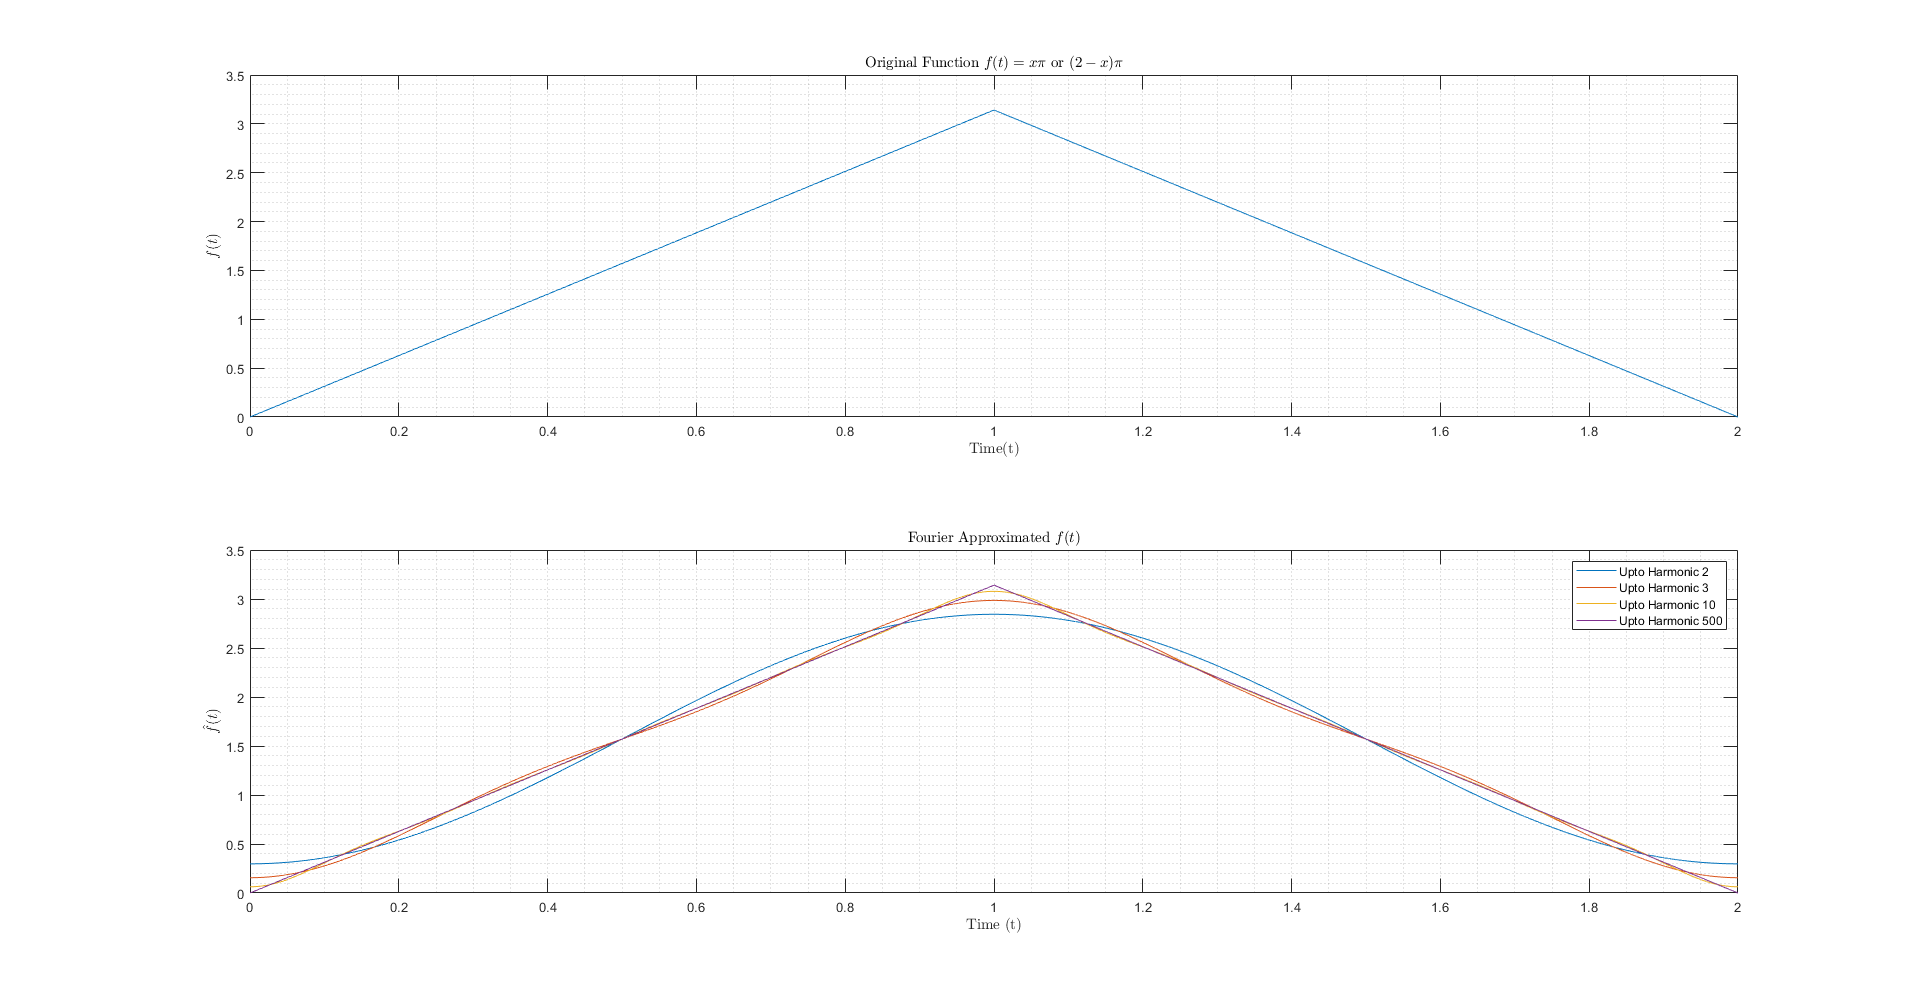 Original Function f(t) = xπ or (2 − x)π
3.5
3
2.5
2
1.5
1
0.5
0
f(t)
0 0.2 0.4 0.6 0.8 1 1.2 1.4 1.6 1.8 2
Time(t)
Fourier Approximated f(t)
3.5
3
2.5
2
1.5
1
0.5
0
f̂(t)
Upto Harmonic 2
Upto Harmonic 3
Upto Harmonic 10
Upto Harmonic 500
0 0.2 0.4 0.6 0.8 1 1.2 1.4 1.6 1.8 2
Time (t)